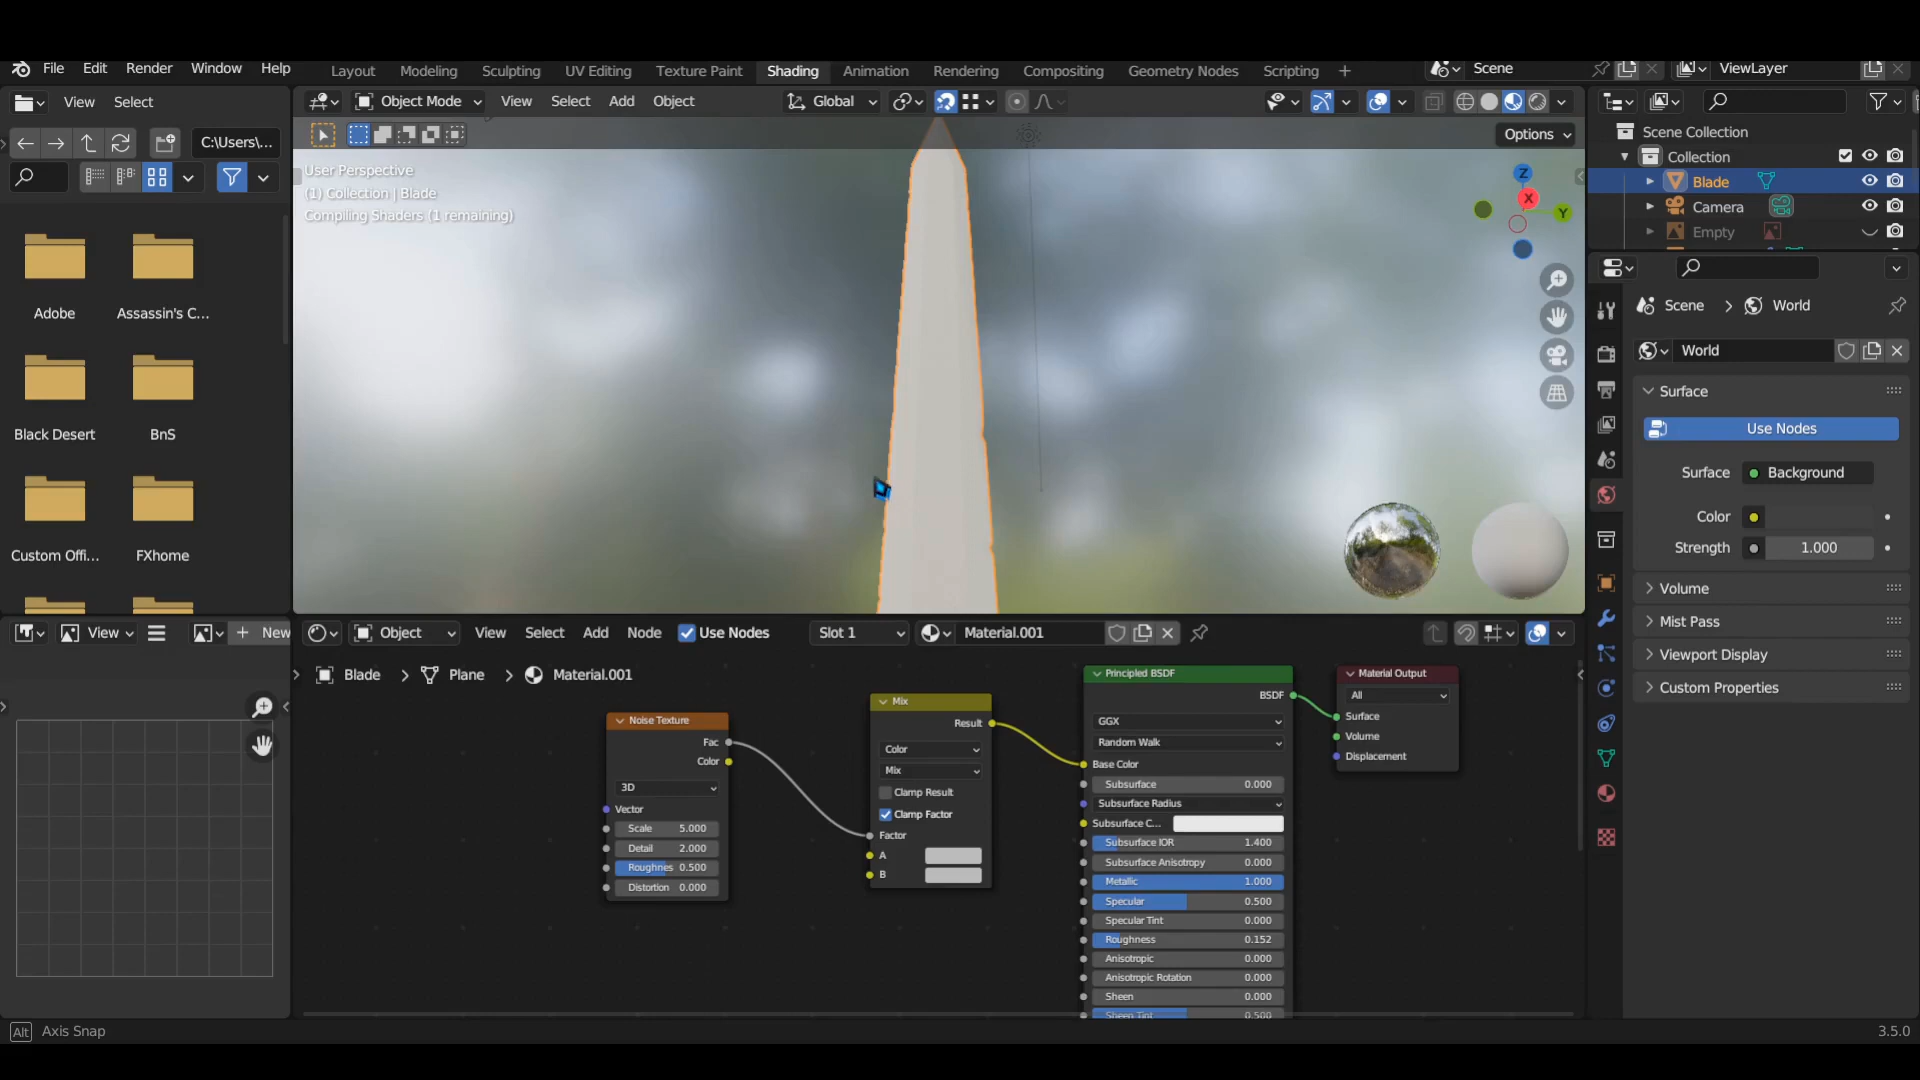 File Edit Render Window Help
Layout Modeling Sculpting UV Editing Texture Paint Shading Animation Rendering Compositing Geometry Nodes Scripting +
Scene
ViewLayer
View Select
Object Mode View Select Add Object
Global
C:\Users\...
Options
User Perspective
(1) Collection | Blade
Compiling Shaders (1 remaining)
Z
X
Y
Scene Collection
Collection
Blade
Camera
Empty
Adobe
Assassin's C...
Black Desert
BnS
Custom Offi...
FXhome
Scene > World
World
Surface
Use Nodes
Surface Background
Color
Strength 1.000
Volume
Mist Pass
Viewport Display
Custom Properties
View
+ New
Object View Select Add Node Use Nodes Slot 1 Material.001
Blade > Plane > Material.001
Noise Texture
Fac
Color
3D
Vector
Scale 5.000
Detail 2.000
Roughnes 0.500
Distortion 0.000
Mix
Result
Color
Mix
Clamp Result
Clamp Factor
Factor
A
B
Principled BSDF
BSDF
GGX
Random Walk
Base Color
Subsurface 0.000
Subsurface Radius
Subsurface C...
Subsurface IOR 1.400
Subsurface Anisotropy 0.000
Metallic 1.000
Specular 0.500
Specular Tint 0.000
Roughness 0.152
Anisotropic 0.000
Anisotropic Rotation 0.000
Sheen 0.000
Sheen Tint 0.500
Material Output
All
Surface
Volume
Displacement
Alt Axis Snap
3.5.0